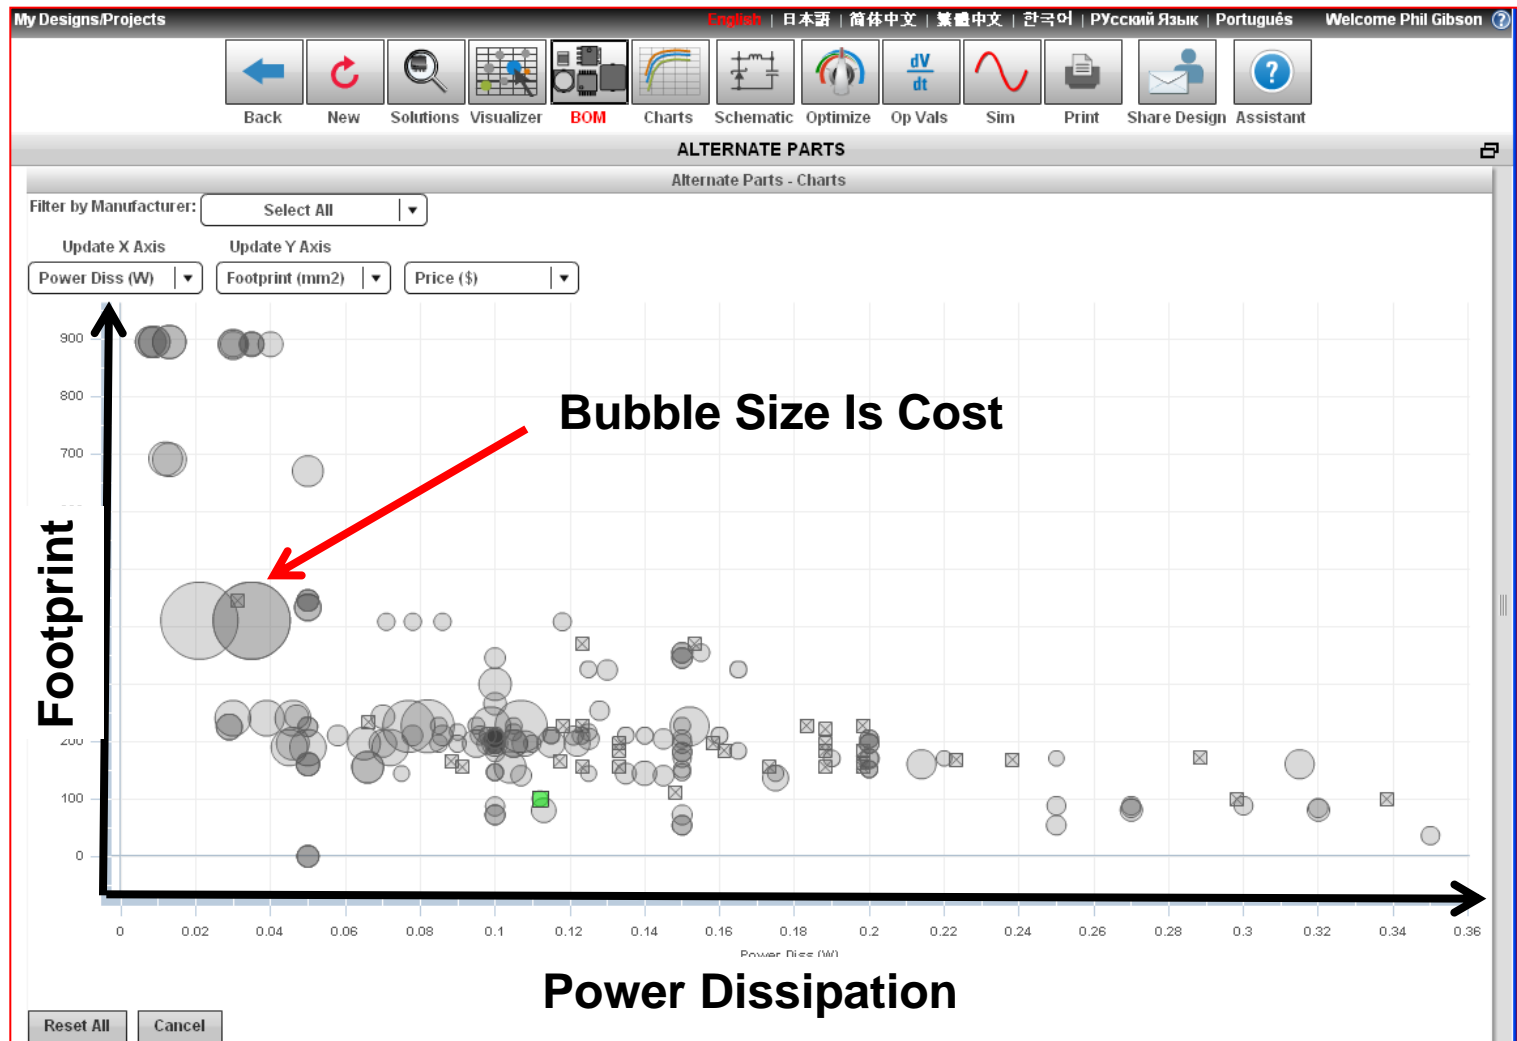 My Designs/Projects
English | 日本語 | 简体中文 | 繁體中文 | 한국어 | РУсский Язык | Português
Welcome Phil Gibson ?
dV
dt
?
Back New Solutions Visualizer BOM Charts Schematic Optimize Op Vals Sim Print Share Design Assistant
ALTERNATE PARTS
Alternate Parts - Charts
Filter by Manufacturer: Select All
Update X Axis Update Y Axis
Power Diss (W) Footprint (mm2) Price ($)
900
800
Bubble Size Is Cost
700
Footprint
200
100
0
0 0.02 0.04 0.06 0.08 0.1 0.12 0.14 0.16 0.18 0.2 0.22 0.24 0.26 0.28 0.3 0.32 0.34 0.36
Power Diss (W)
Power Dissipation
Reset All Cancel